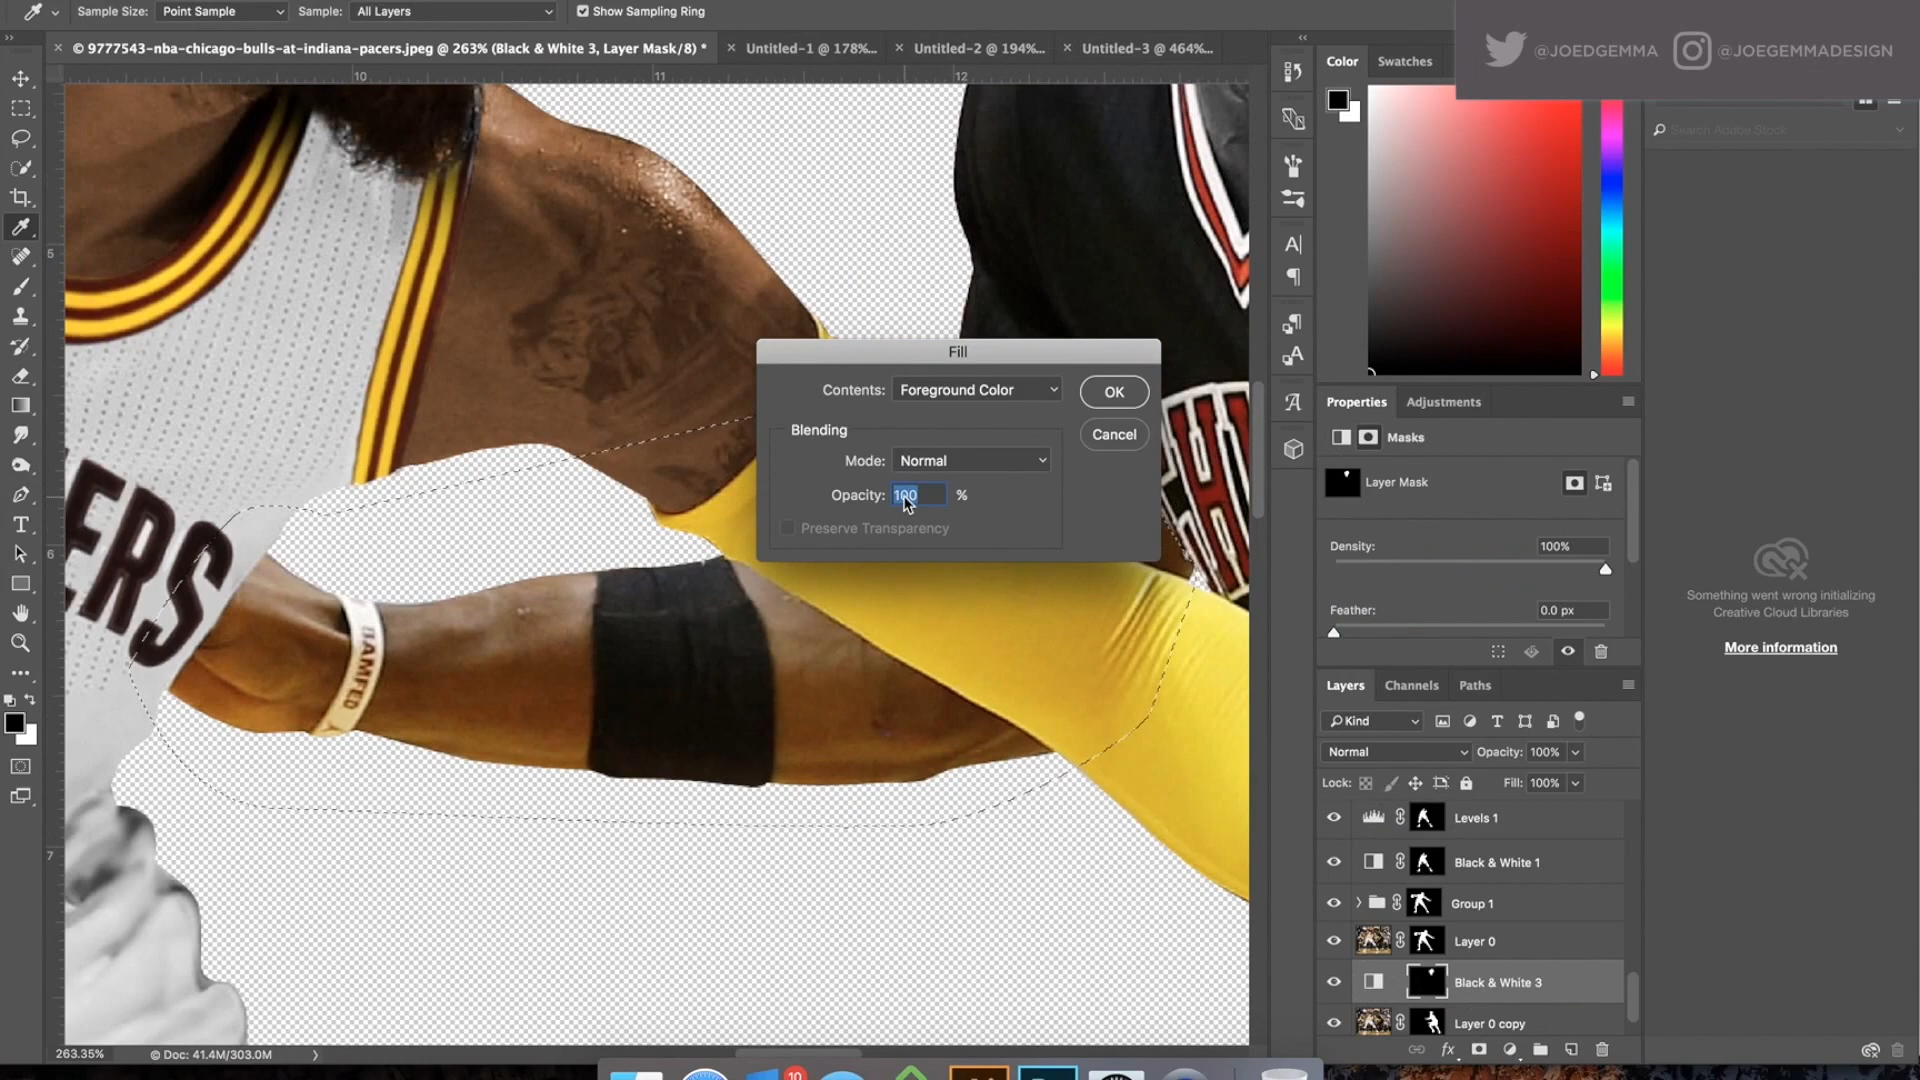 Sample Size: Point Sample Sample: All Layers Show Sampling Ring
@JOEDGEMMA @JOEGEMMADESIGN
© 9777543-nba-chicago-bulls-at-indiana-pacers.jpeg @ 263% (Black & White 3, Layer Mask/8) * Untitled-1 @ 178%... Untitled-2 @ 194%... Untitled-3 @ 464%...
10 11 12
5
6
7
Color Swatches
Search Adobe Stock
Fill
Contents: Foreground Color OK
Blending Cancel
Mode: Normal
Opacity: 100 %
Preserve Transparency
ERS
Properties Adjustments
Masks
Layer Mask
Density: 100%
Feather: 0.0 px
Something went wrong initializing
Creative Cloud Libraries
More information
Layers Channels Paths
Kind
Normal Opacity: 100%
Lock: Fill: 100%
Levels 1
Black & White 1
Group 1
Layer 0
Black & White 3
Layer 0 copy
fx
263.35% © Doc: 41.4M/303.0M
10